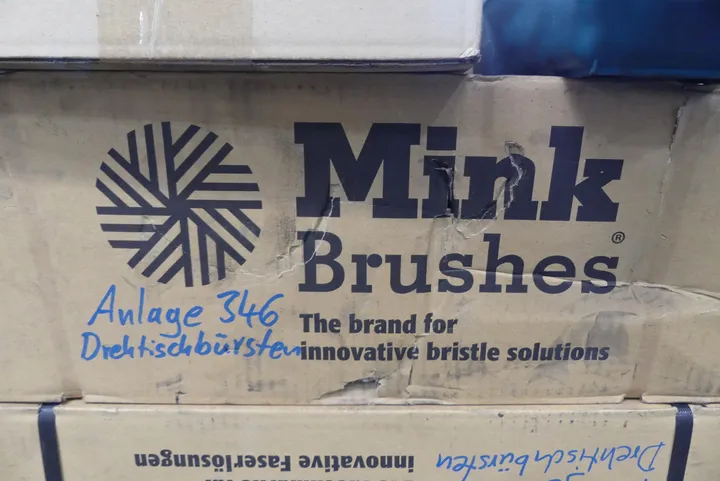 Mink
Brushes®
Anlage 346
Drehtischbürsten
The brand for
innovative bristle solutions
innovative Faserlösungen
Drehtischbürsten